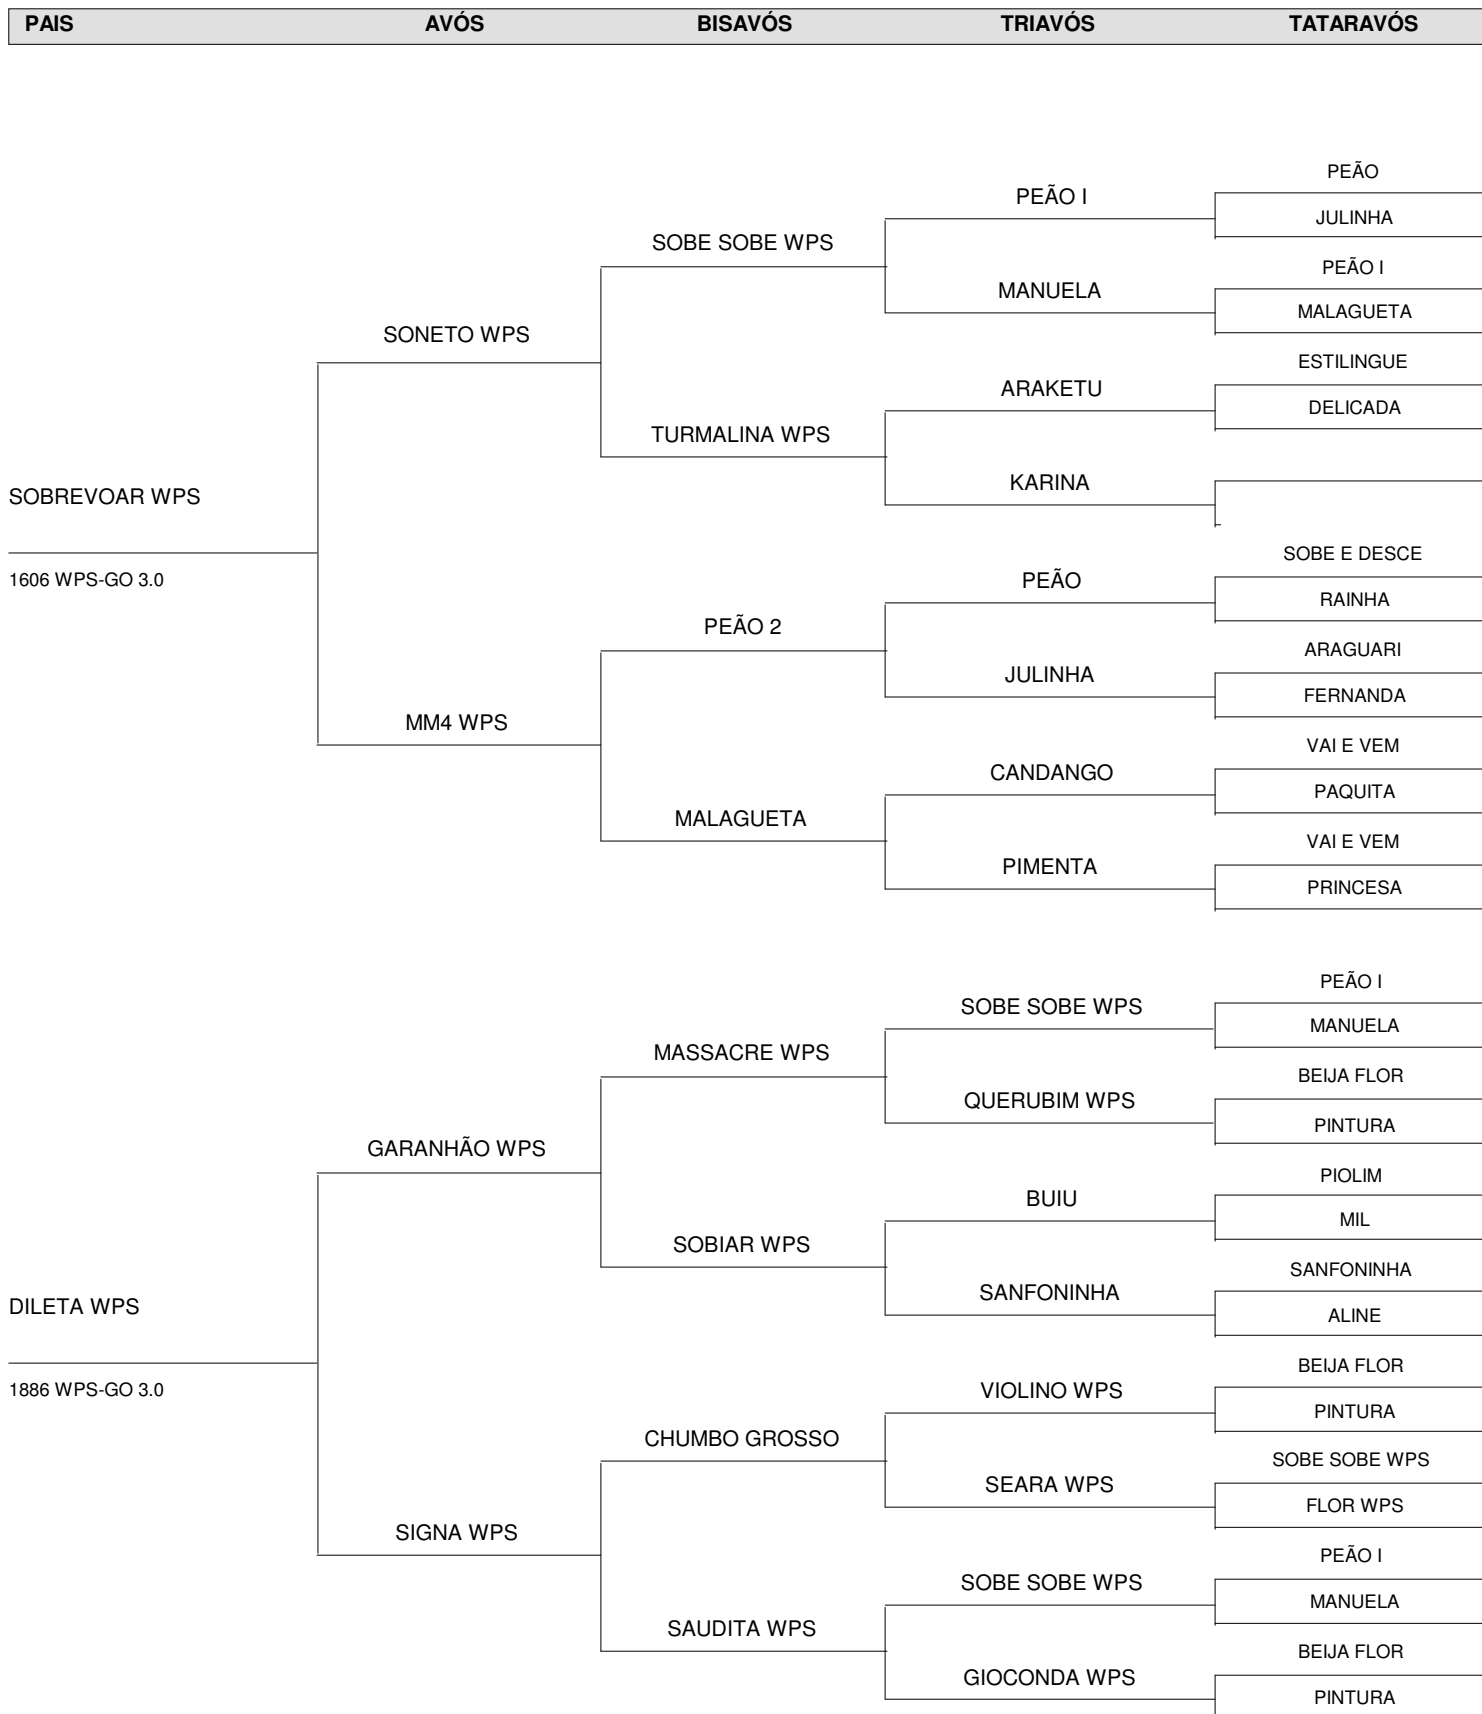 PAIS AVÓS BISAVÓS TRIAVÓS TATARAVÓS
PEÃO
PEÃO I
JULINHA
SOBE SOBE WPS
PEÃO I
MANUELA
MALAGUETA
SONETO WPS
ESTILINGUE
ARAKETU
DELICADA
TURMALINA WPS
KARINA
SOBREVOAR WPS
SOBE E DESCE
1606 WPS-GO 3.0
PEÃO
RAINHA
PEÃO 2
ARAGUARI
JULINHA
FERNANDA
MM4 WPS
VAI E VEM
CANDANGO
PAQUITA
MALAGUETA
VAI E VEM
PIMENTA
PRINCESA
PEÃO I
SOBE SOBE WPS
MANUELA
MASSACRE WPS
BEIJA FLOR
QUERUBIM WPS
PINTURA
GARANHÃO WPS
PIOLIM
BUIU
MIL
SOBIAR WPS
SANFONINHA
SANFONINHA
DILETA WPS
ALINE
BEIJA FLOR
1886 WPS-GO 3.0
VIOLINO WPS
PINTURA
CHUMBO GROSSO
SOBE SOBE WPS
SEARA WPS
FLOR WPS
SIGNA WPS
PEÃO I
SOBE SOBE WPS
MANUELA
SAUDITA WPS
BEIJA FLOR
GIOCONDA WPS
PINTURA